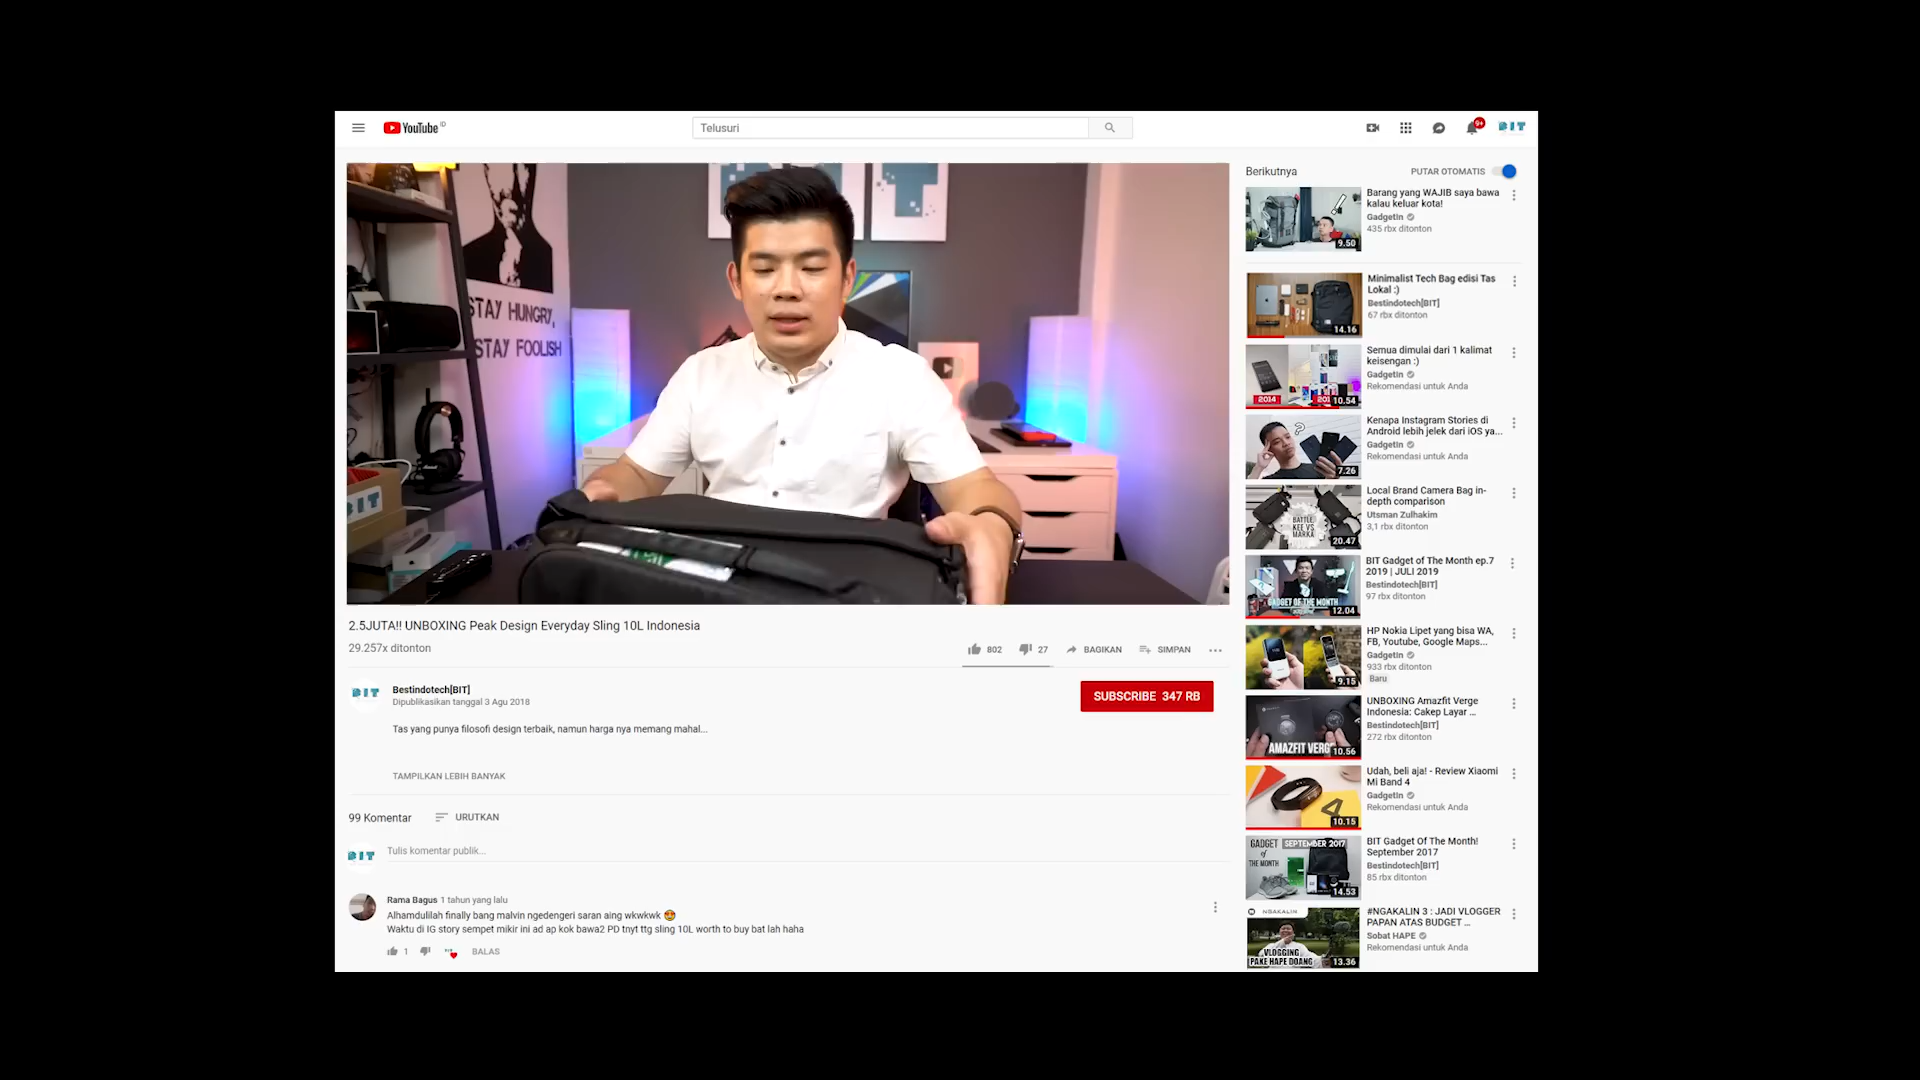 YouTube ID
Telusuri
9+
BIT
STAY HUNGRY,
STAY FOOLISH
BIT
2.5JUTA!! UNBOXING Peak Design Everyday Sling 10L Indonesia
29.257x ditonton
802
27
BAGIKAN
SIMPAN
BIT
Bestindotech[BIT]
Dipublikasikan tanggal 3 Agu 2018
SUBSCRIBE 347 RB
Tas yang punya filosofi design terbaik, namun harga nya memang mahal...
TAMPILKAN LEBIH BANYAK
99 Komentar
URUTKAN
BIT
Tulis komentar publik...
Rama Bagus 1 tahun yang lalu
Alhamdulilah finally bang malvin ngedengeri saran aing wkwkwk 😍
Waktu di IG story sempet mikir ini ad ap kok bawa2 PD tnyt ttg sling 10L worth to buy bat lah haha
1
BALAS
Berikutnya
PUTAR OTOMATIS
9.50
Barang yang WAJIB saya bawa
kalau keluar kota!
GadgetIn
435 rbx ditonton
14.16
Minimalist Tech Bag edisi Tas
Lokal :)
Bestindotech[BIT]
67 rbx ditonton
2014
201
10.54
Semua dimulai dari 1 kalimat
keisengan :)
GadgetIn
Rekomendasi untuk Anda
?
7.26
Kenapa Instagram Stories di
Android lebih jelek dari iOS ya...
GadgetIn
Rekomendasi untuk Anda
BATTLE
KEE VS
MARKA
20.47
Local Brand Camera Bag in-
depth comparison
Utsman Zulhakim
3,1 rbx ditonton
GADGET OF THE MONTH
12.04
BIT Gadget of The Month ep.7
2019 | JULI 2019
Bestindotech[BIT]
97 rbx ditonton
9.15
HP Nokia Lipet yang bisa WA,
FB, Youtube, Google Maps...
GadgetIn
933 rbx ditonton
Baru
AMAZFIT VERGE
10.56
UNBOXING Amazfit Verge
Indonesia: Cakep Layar ...
Bestindotech[BIT]
272 rbx ditonton
4
10.15
Udah, beli aja! - Review Xiaomi
Mi Band 4
GadgetIn
Rekomendasi untuk Anda
GADGET
of
THE MONTH
SEPTEMBER 2017
14.53
BIT Gadget Of The Month!
September 2017
Bestindotech[BIT]
85 rbx ditonton
NGAKALIN
VLOGGING
PAKE HAPE DOANG
13.36
#NGAKALIN 3 : JADI VLOGGER
PAPAN ATAS BUDGET ...
Sobat HAPE
Rekomendasi untuk Anda